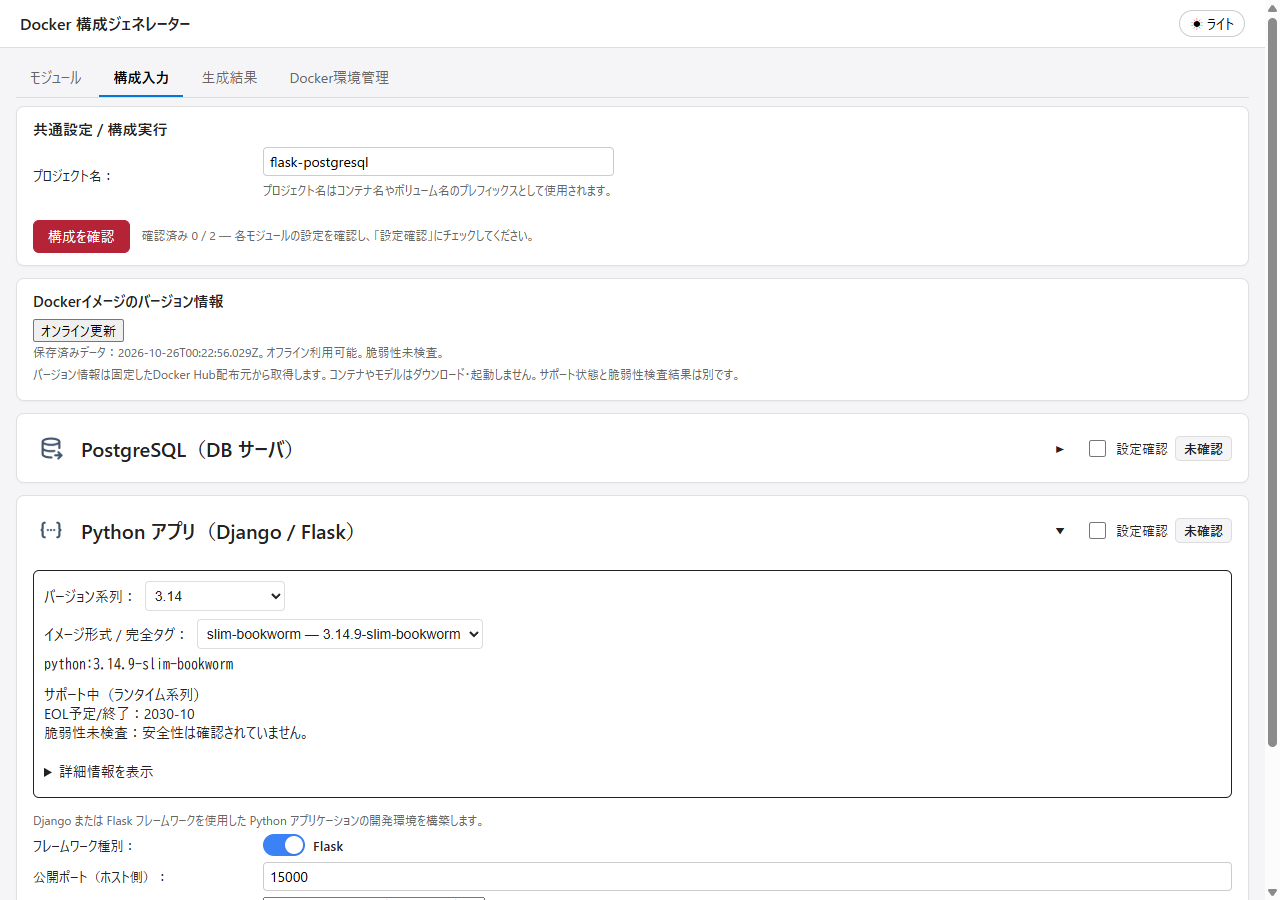 Docker 構成ジェネレーター
ライト
モジュール
構成入力
生成結果
Docker環境管理
共通設定 / 構成実行
プロジェクト名：
flask-postgresql
プロジェクト名はコンテナ名やボリューム名のプレフィックスとして使用されます。
構成を確認
確認済み 0 / 2 — 各モジュールの設定を確認し、「設定確認」にチェックしてください。
Dockerイメージのバージョン情報
オンライン更新
保存済みデータ：2026-10-26T00:22:56.029Z。オフライン利用可能。脆弱性未検査。
バージョン情報は固定したDocker Hub配布元から取得します。コンテナやモデルはダウンロード・起動しません。サポート状態と脆弱性検査結果は別です。
PostgreSQL（DB サーバ）
設定確認
未確認
Python アプリ（Django / Flask）
設定確認
未確認
バージョン系列：
3.14
イメージ形式 / 完全タグ：
slim-bookworm — 3.14.9-slim-bookworm
python:3.14.9-slim-bookworm
サポート中（ランタイム系列）
EOL予定/終了：2030-10
脆弱性未検査：安全性は確認されていません。
詳細情報を表示
Django または Flask フレームワークを使用した Python アプリケーションの開発環境を構築します。
フレームワーク種別：
Flask
公開ポート（ホスト側）：
15000